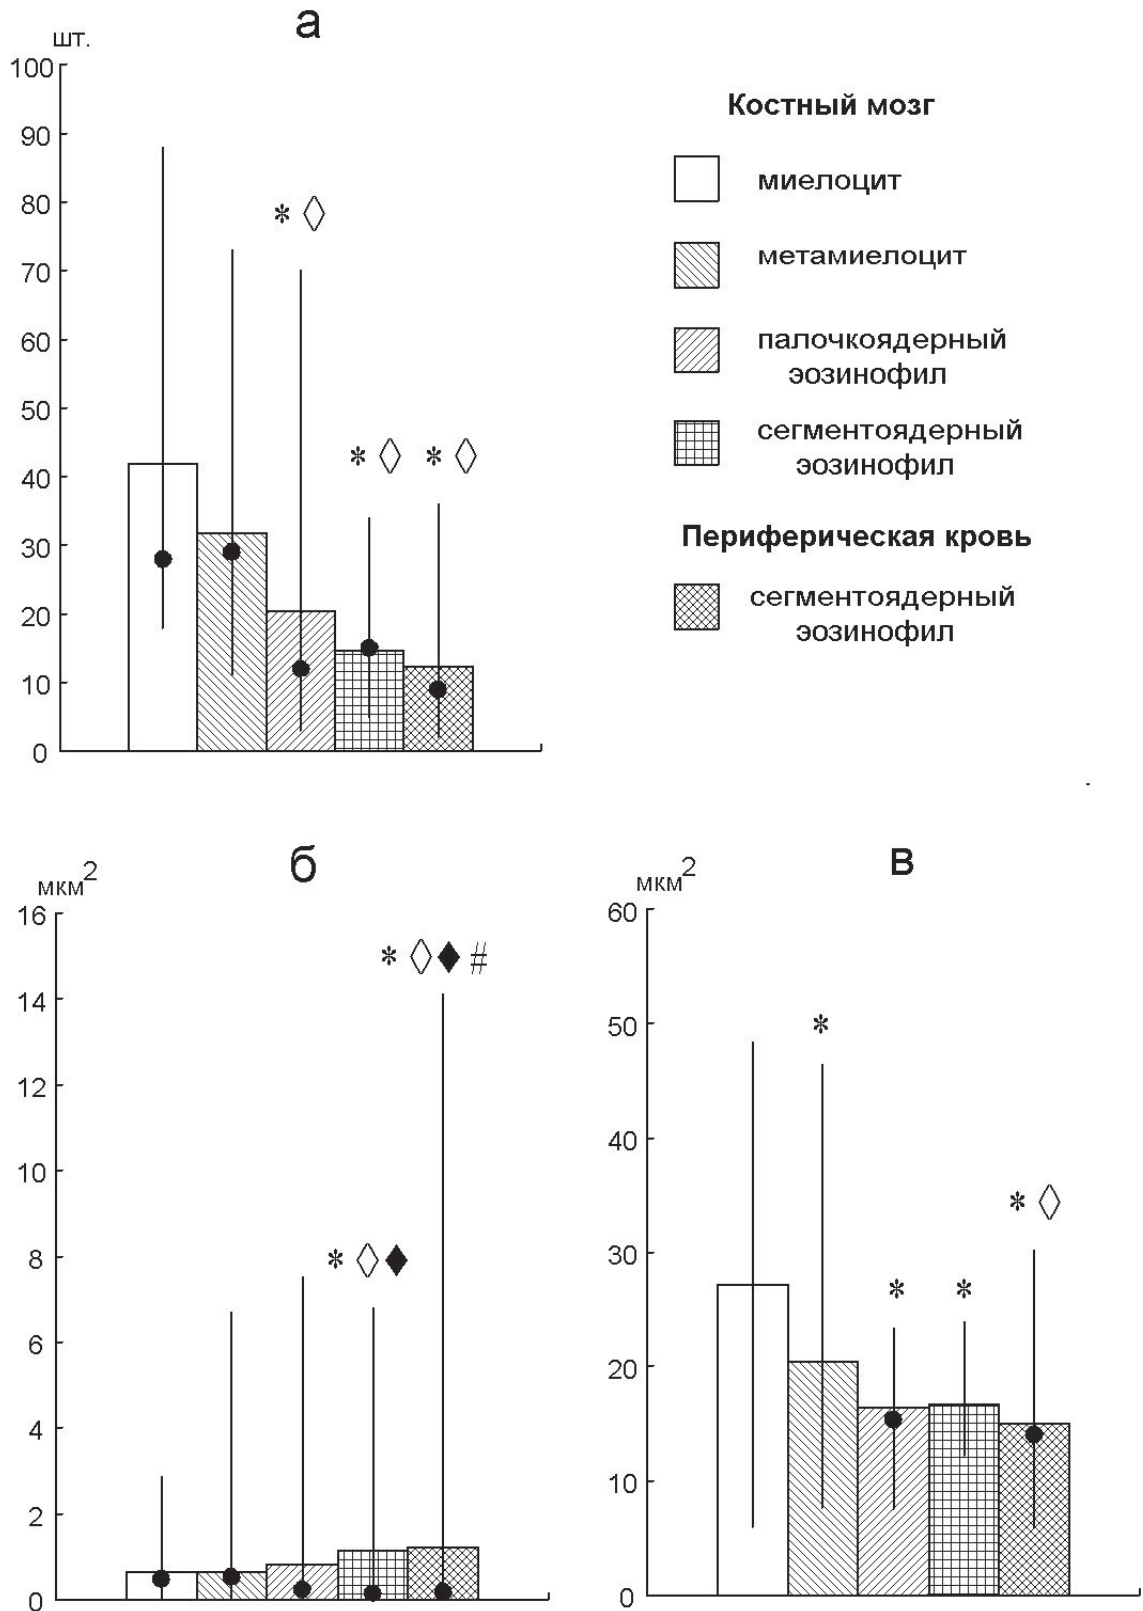 а
шт.
100
90
80
70
60
50
40
30
20
10
0
* ◊
* ◊ * ◊
Костный мозг
миелоцит
метамиелоцит
палочкоядерный
эозинофил
сегментоядерный
эозинофил
Периферическая кровь
сегментоядерный
эозинофил
б
мкм²
16
14
12
10
8
6
4
2
0
* ◊ ♦ #
* ◊ ♦
в
мкм²
60
50
40
30
20
10
0
*
* ◊
* *